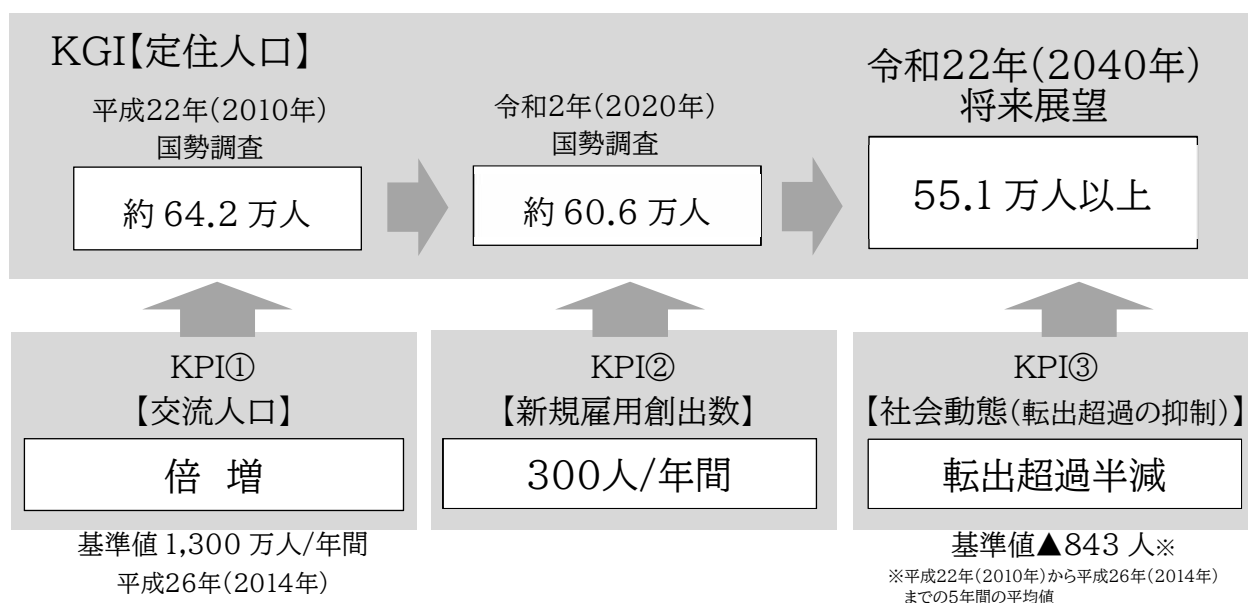 KGI【定住人口】
平成22年(2010年)
国勢調査
約 64.2 万人
令和2年(2020年)
国勢調査
約 60.6 万人
令和22年(2040年)
将来展望
55.1 万人以上
KPI①
【交流人口】
倍 増
基準値 1,300 万人/年間
平成26年(2014年)
KPI②
【新規雇用創出数】
300人/年間
KPI③
【社会動態(転出超過の抑制)】
転出超過半減
基準値▲843 人※
※平成22年(2010年)から平成26年(2014年)
までの5年間の平均値